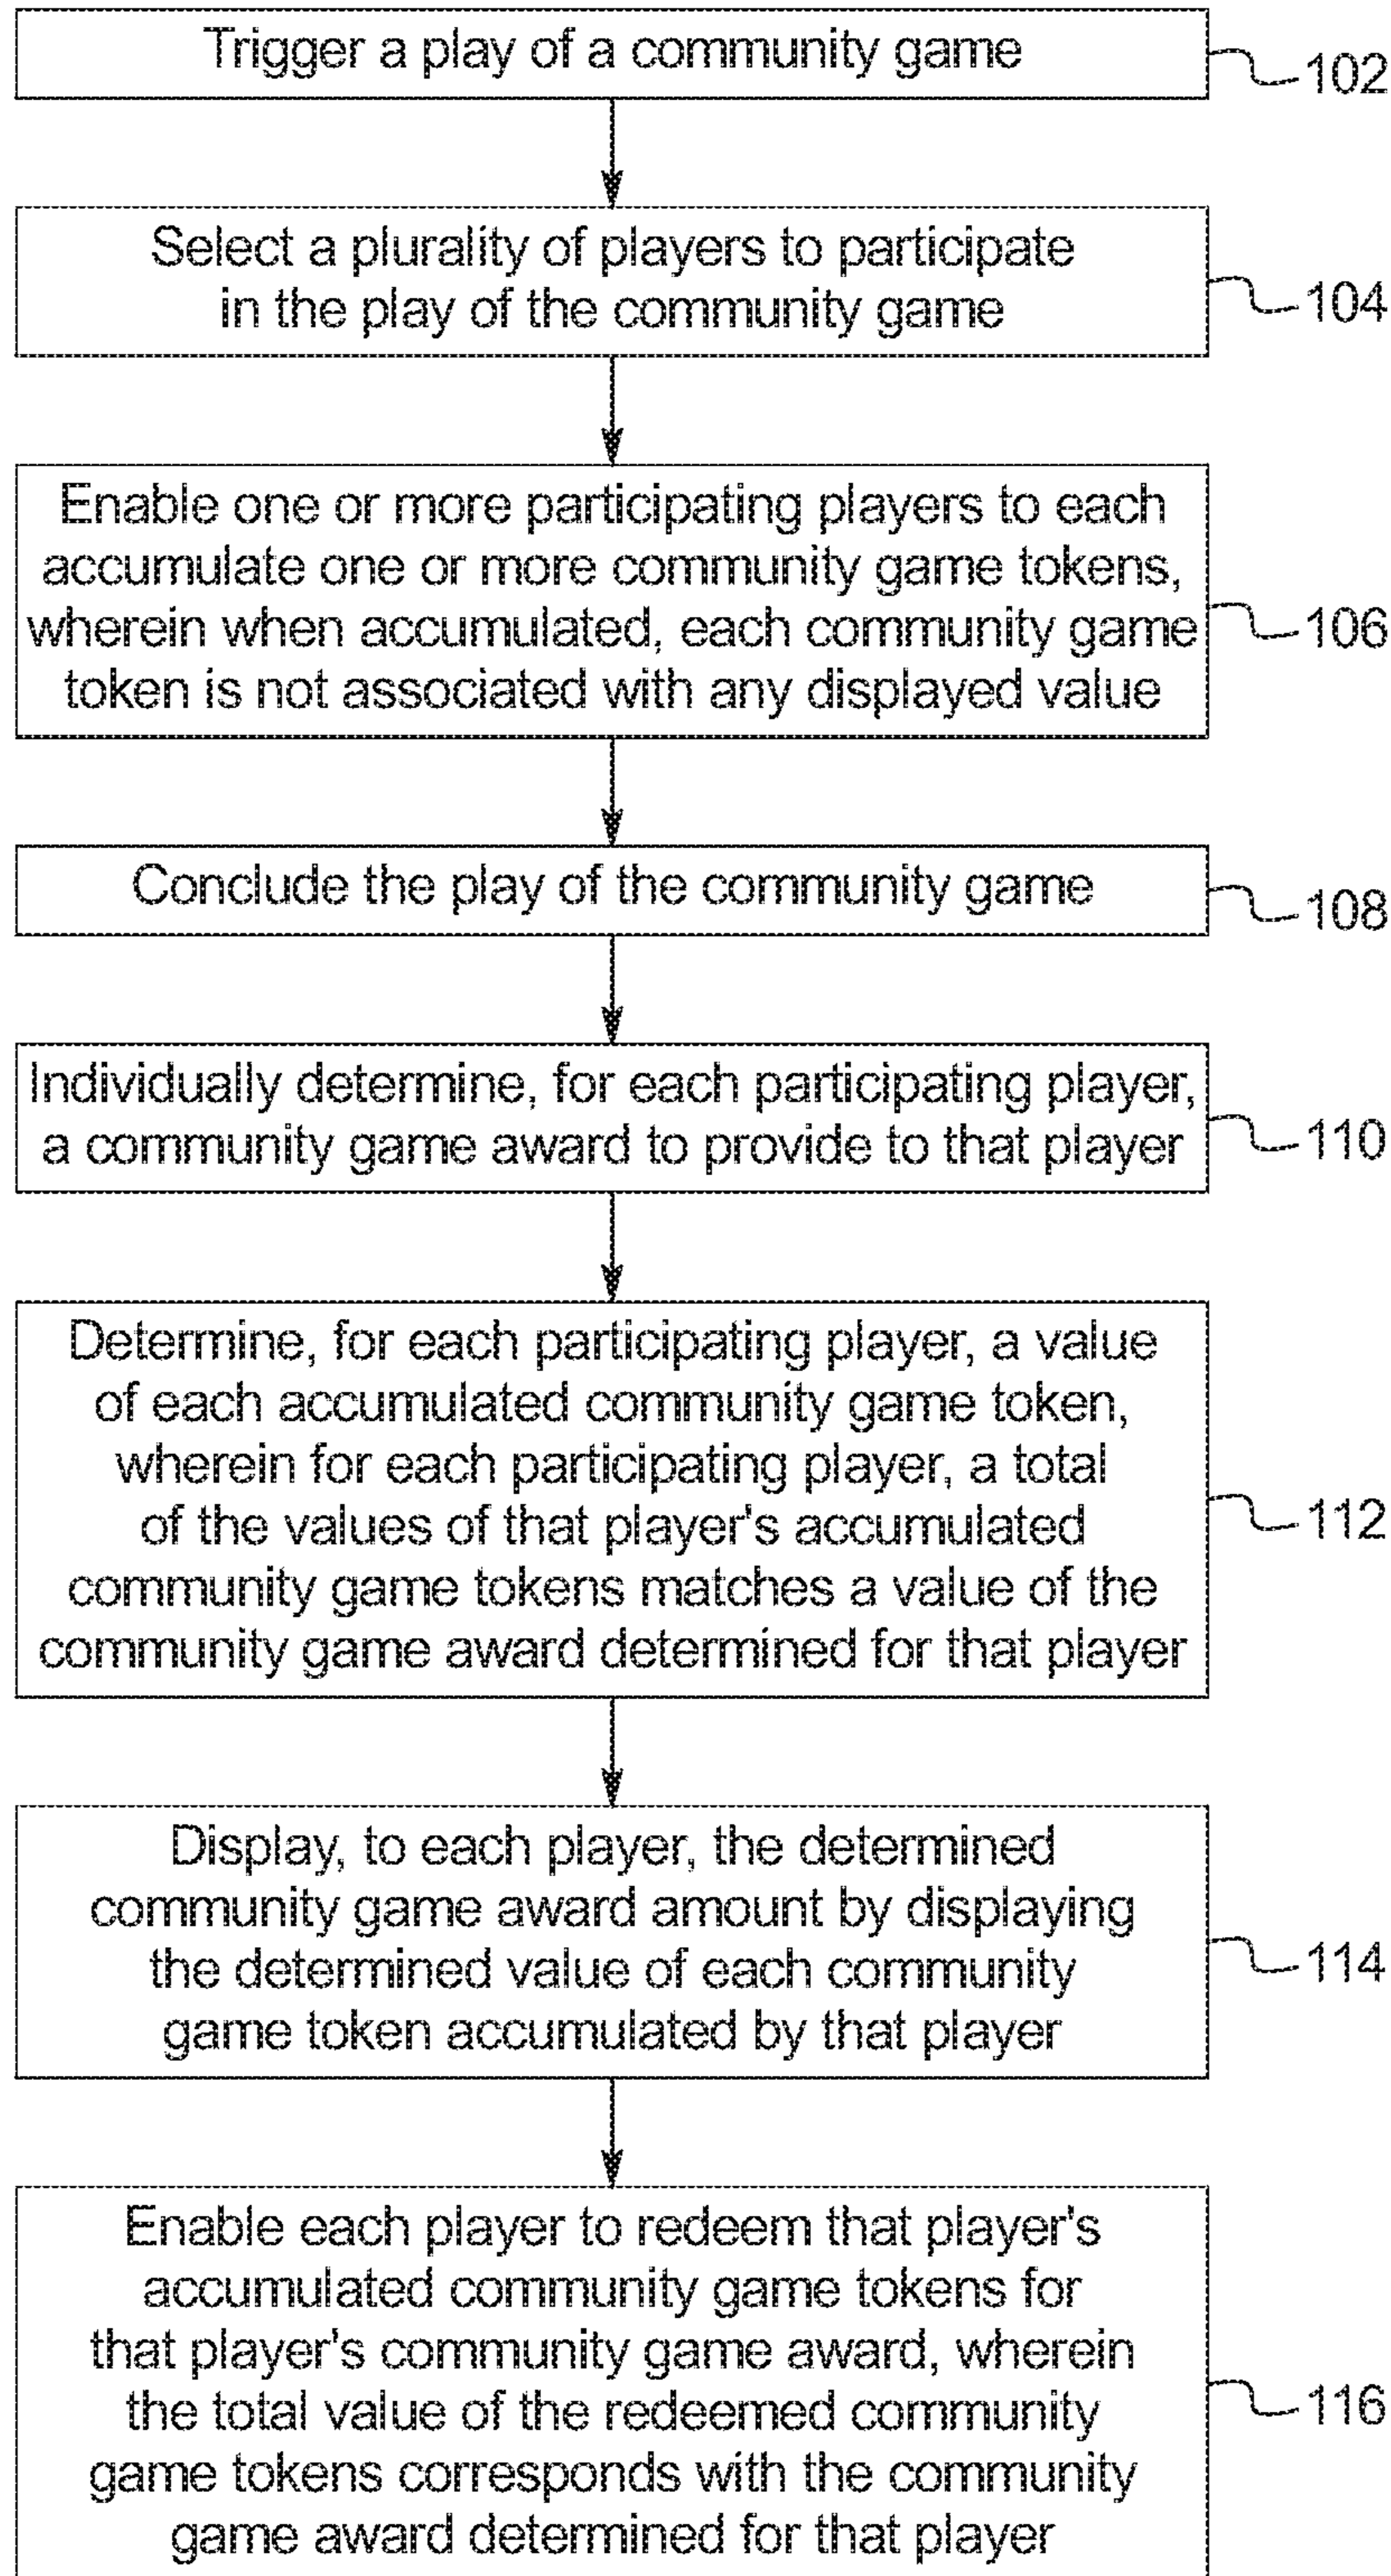 Trigger a play of a community game
102
Select a plurality of players to participate
in the play of the community game
104
Enable one or more participating players to each
accumulate one or more community game tokens,
wherein when accumulated, each community game
token is not associated with any displayed value
106
Conclude the play of the community game
108
Individually determine, for each participating player,
a community game award to provide to that player
110
Determine, for each participating player, a value
of each accumulated community game token,
wherein for each participating player, a total
of the values of that player's accumulated
community game tokens matches a value of the
community game award determined for that player
112
Display, to each player, the determined
community game award amount by displaying
the determined value of each community
game token accumulated by that player
114
Enable each player to redeem that player's
accumulated community game tokens for
that player's community game award, wherein
the total value of the redeemed community
game tokens corresponds with the community
game award determined for that player
116